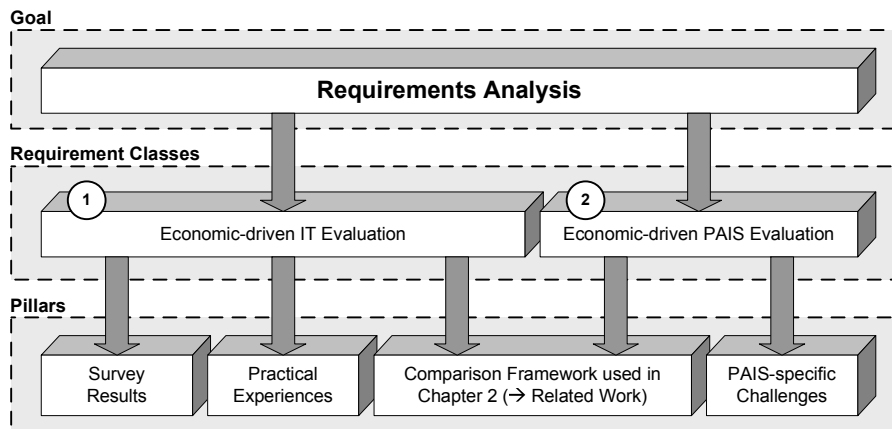 Goal
Requirements Analysis
Requirement Classes
1
Economic-driven IT Evaluation
2
Economic-driven PAIS Evaluation
Pillars
Survey
Results
Practical
Experiences
Comparison Framework used in
Chapter 2 (→ Related Work)
PAIS-specific
Challenges